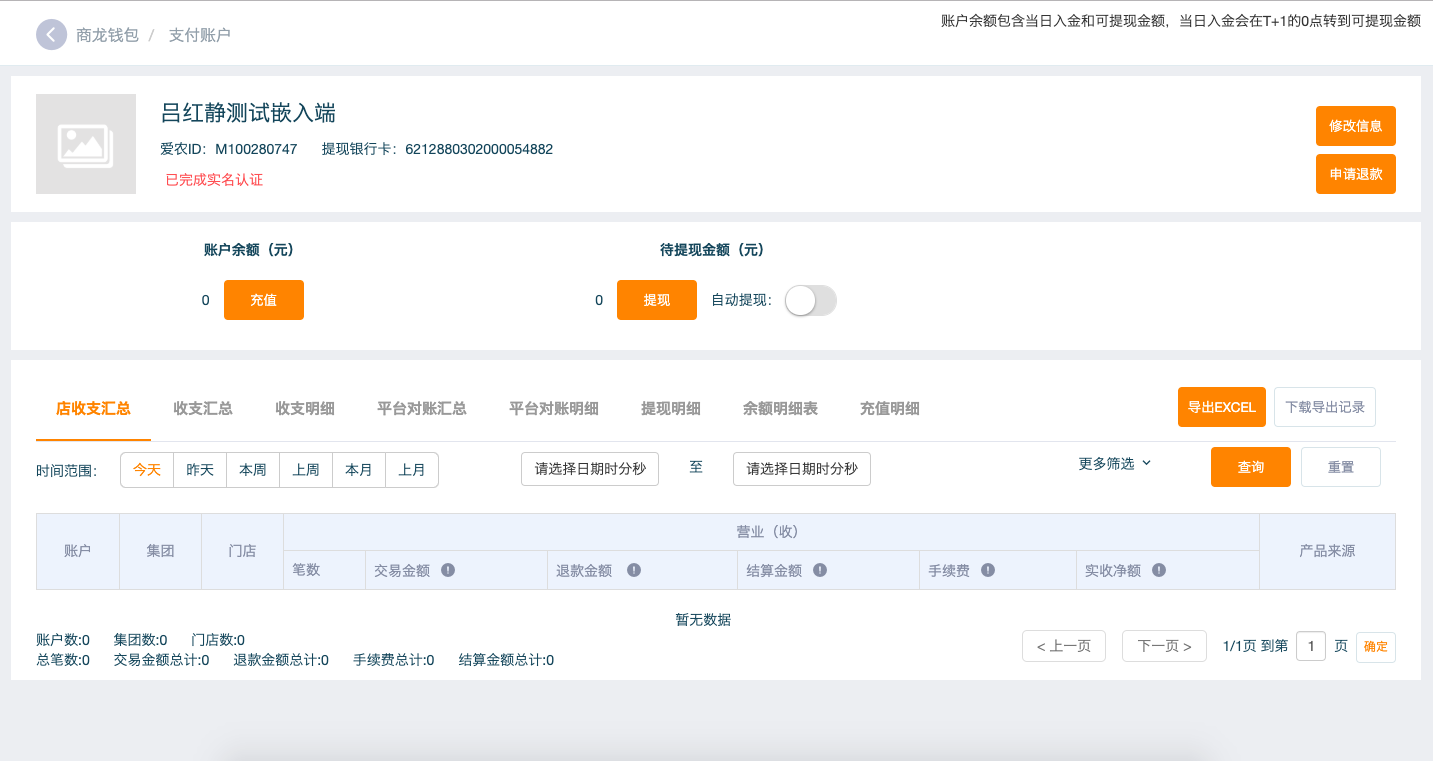 账户余额包含当日入金和可提现金额，当日入金会在T+1的0点转到可提现金额
商龙钱包 / 支付账户
吕红静测试嵌入端
爱农ID：M100280747 提现银行卡：6212880302000054882
已完成实名认证
修改信息
申请退款
账户余额（元） 待提现金额（元）
0 充值 0 提现 自动提现：
店收支汇总 收支汇总 收支明细 平台对账汇总 平台对账明细 提现明细 余额明细表 充值明细 导出EXCEL 下载导出记录
时间范围： 今天 昨天 本周 上周 本月 上月 请选择日期时分秒 至 请选择日期时分秒 更多筛选 查询 重置
账户 集团 门店 营业（收） 产品来源
笔数 交易金额 退款金额 结算金额 手续费 实收净额
暂无数据
账户数:0 集团数:0 门店数:0
总笔数:0 交易金额总计:0 退款金额总计:0 手续费总计:0 结算金额总计:0
< 上一页 下一页 > 1/1页 到第 1 页 确定